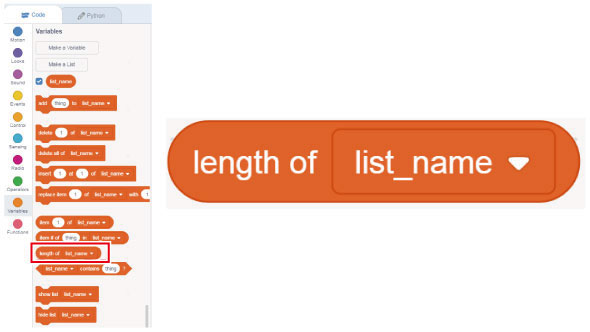 Code
Python
Variables
Motion
Make a Variable
Looks
Make a List
Sound
list_name
Events
add thing to list_name
Control
delete 1 of list_name
Sensing
delete all of list_name
Radio
insert 1 at 1 of list_name
Operators
replace item 1 of list_name with 1
Variables
item 1 of list_name
Functions
item # of thing in list_name
length of list_name
list_name contains thing ?
show list list_name
hide list list_name
length of list_name